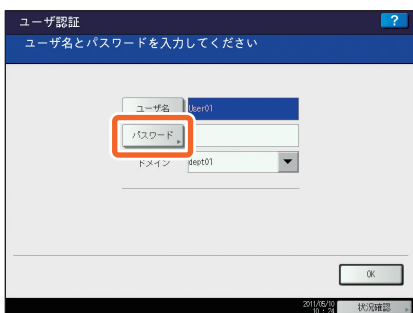 ユーザ認証
?
ユーザ名とパスワードを入力してください
ユーザ名 User01
パスワード
ドメイン dept01
OK
2011/05/10
10 : 24
状況確認